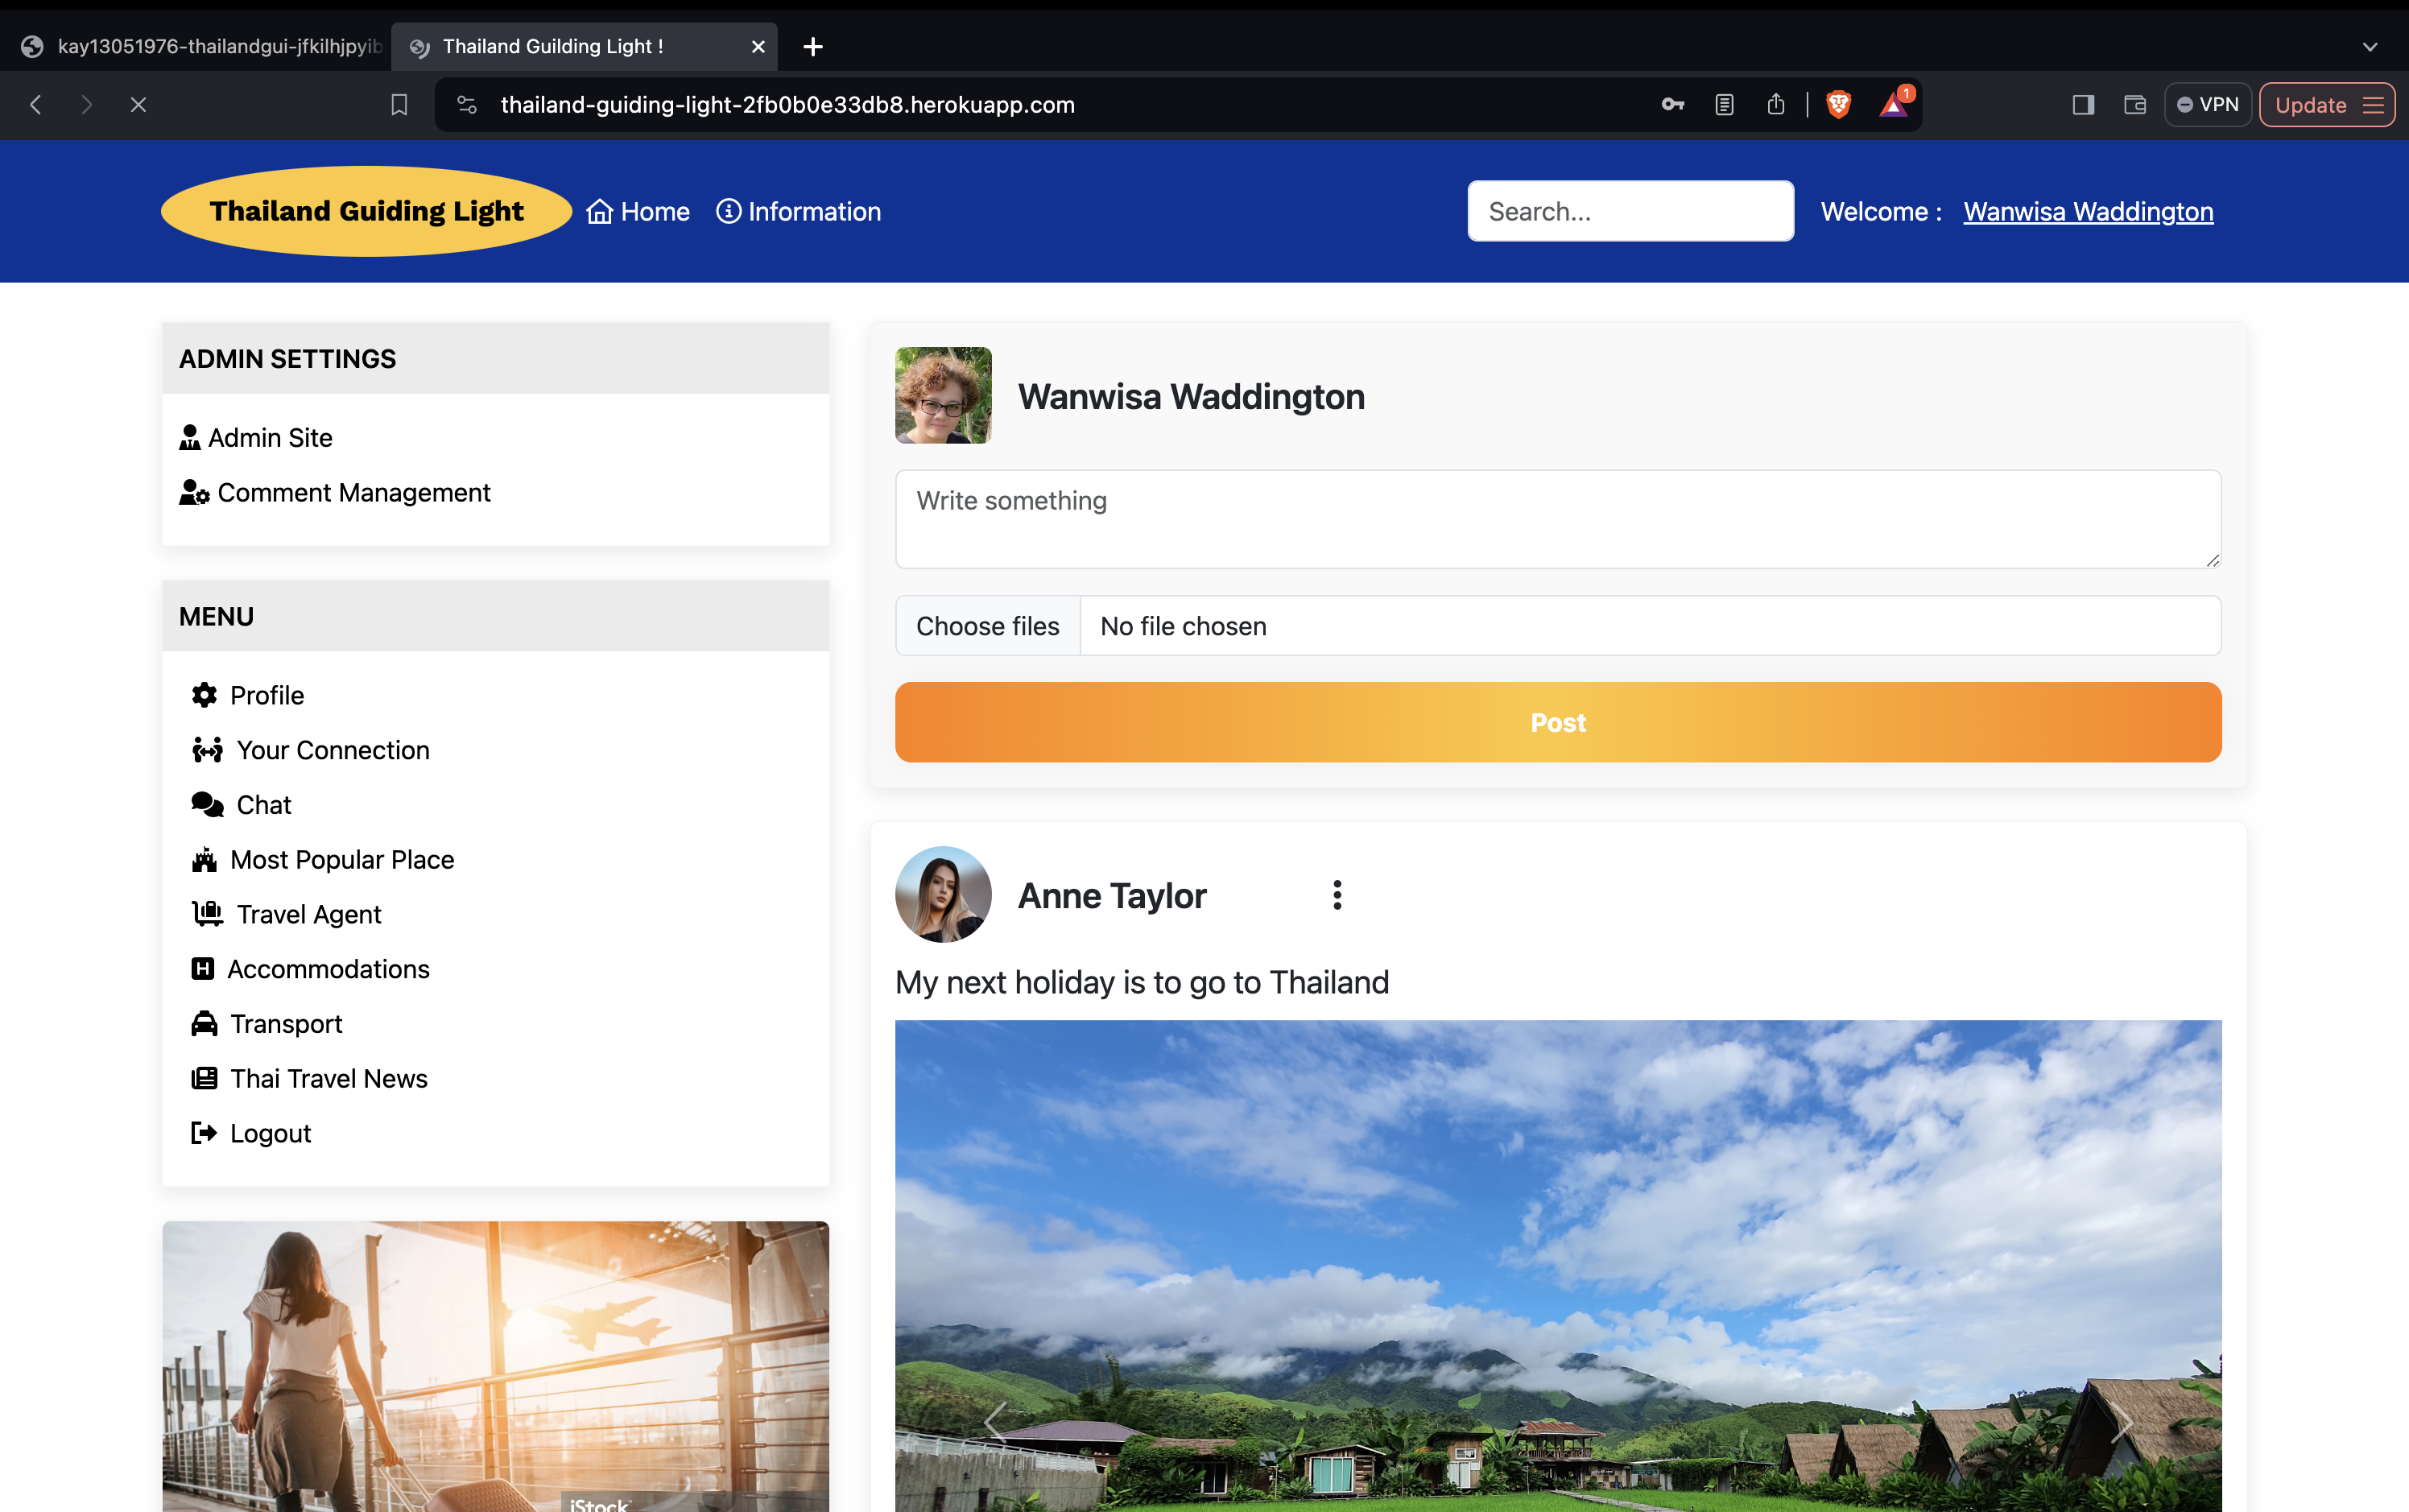 kay13051976-thailandgui-jfkilhjpyib
Thailand Guilding Light !
thailand-guiding-light-2fb0b0e33db8.herokuapp.com
1
VPN
Update
Thailand Guiding Light
Home
Information
Search...
Welcome :
Wanwisa Waddington
ADMIN SETTINGS
Admin Site
Comment Management
MENU
Profile
Your Connection
Chat
Most Popular Place
Travel Agent
H
Accommodations
Transport
Thai Travel News
Logout
iStock
Wanwisa Waddington
Write something
Choose files
No file chosen
Post
Anne Taylor
My next holiday is to go to Thailand